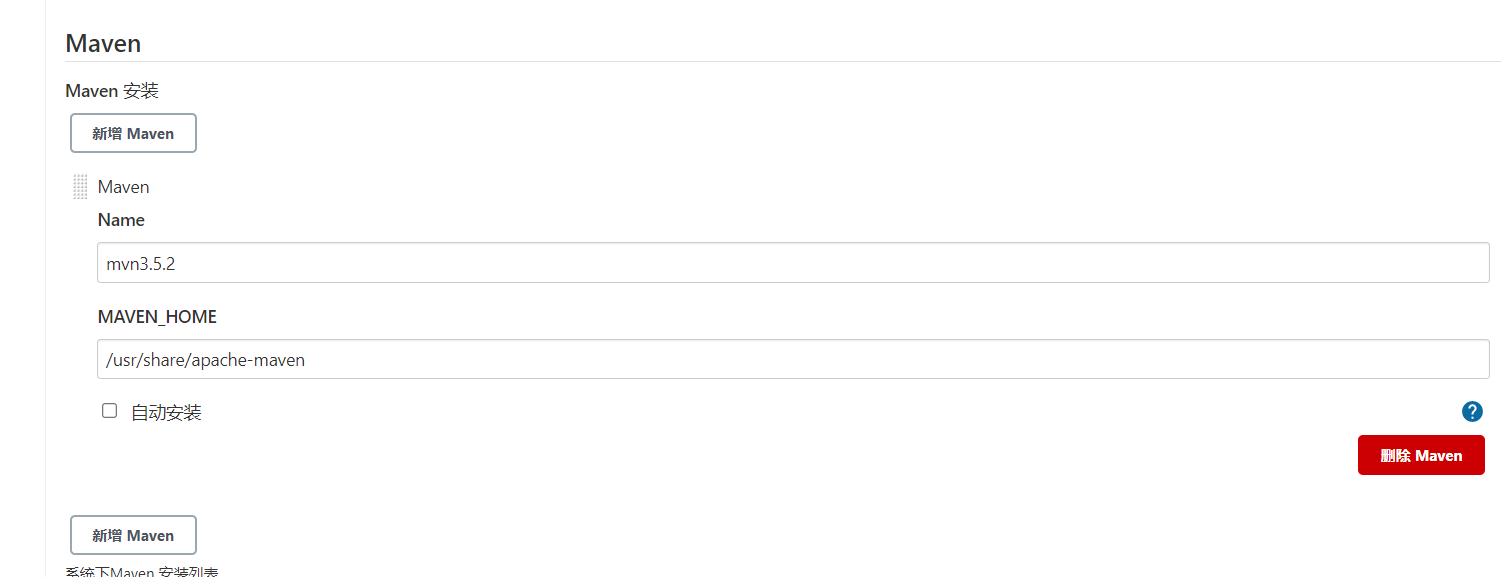 Maven
Maven 安装
新增 Maven
Maven
Name
mvn3.5.2
MAVEN_HOME
/usr/share/apache-maven
自动安装
?
删除 Maven
新增 Maven
系统下Maven 安装列表